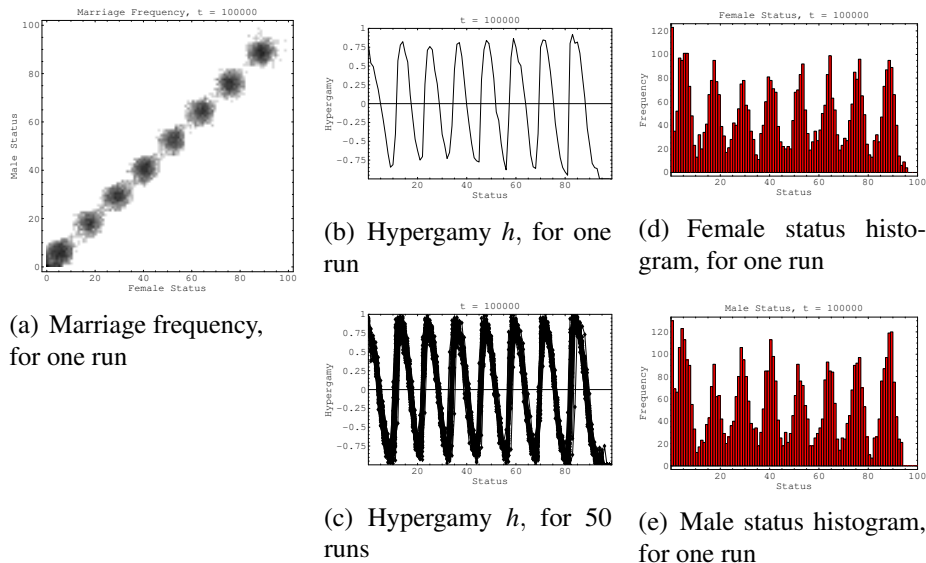 Marriage Frequency, t = 100000
100
80
60
40
20
0
Male Status
0 20 40 60 80 100
Female Status
(a) Marriage frequency,
for one run
t = 100000
1
0.75
0.5
0.25
0
-0.25
-0.5
-0.75
Hypergamy
20 40 60 80
Status
(b) Hypergamy h, for one
run
t = 100000
1
0.75
0.5
0.25
0
-0.25
-0.5
-0.75
Hypergamy
20 40 60 80
Status
(c) Hypergamy h, for 50
runs
Female Status, t = 100000
120
100
80
60
40
20
0
Frequency
20 40 60 80 100
Status
(d) Female status histo-
gram, for one run
Male Status, t = 100000
120
100
80
60
40
20
0
Frequency
20 40 60 80 100
Status
(e) Male status histogram,
for one run